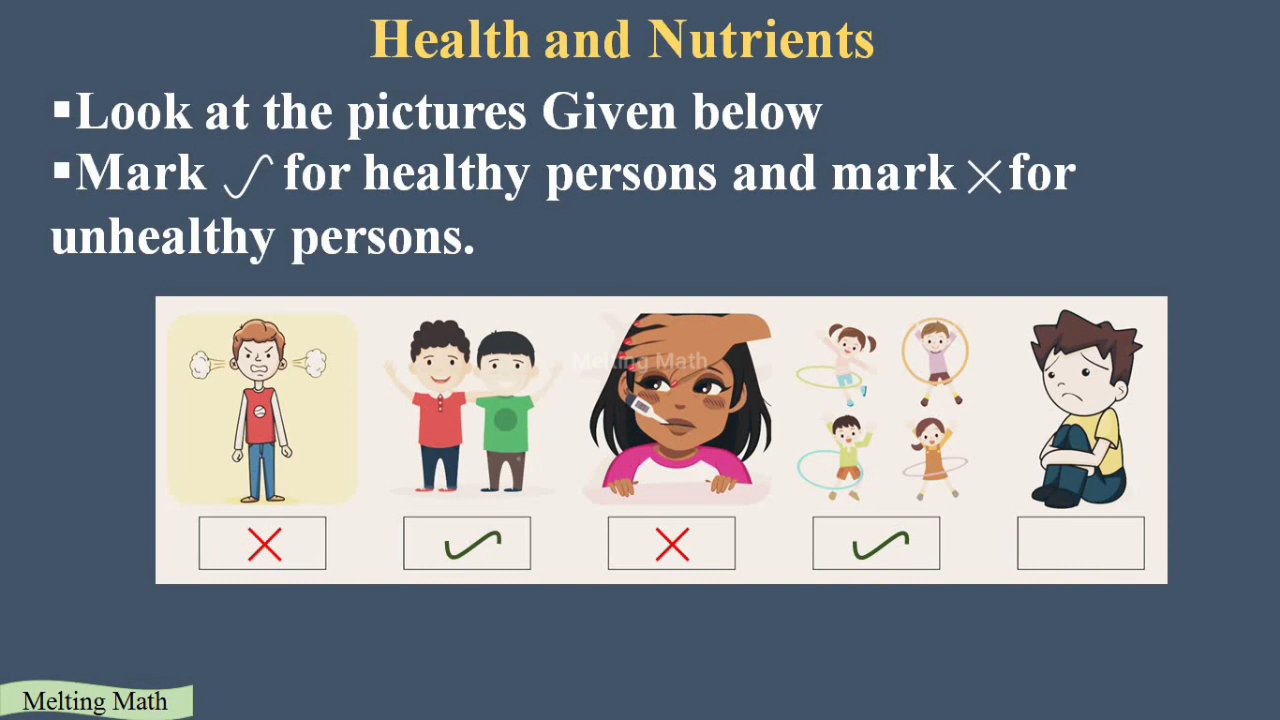 Health and Nutrients
▪Look at the pictures Given below
▪Mark ✓ for healthy persons and mark ✕ for
unhealthy persons.
Melting Math
Melting Math